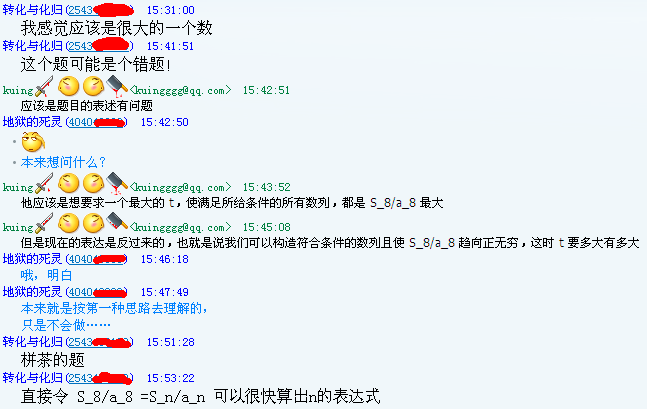 转化与化归(2543 ) 15:31:00
我感觉应该是很大的一个数
转化与化归(2543 ) 15:41:51
这个题可能是个错题!
kuing <kuingggg@qq.com> 15:42:51
应该是题目的表述有问题
地狱的死灵(404040 ) 15:42:50
本来想问什么？
kuing <kuingggg@qq.com> 15:43:52
他应该是想要求一个最大的 t，使满足所给条件的所有数列，都是 S_8/a_8 最大
kuing <kuingggg@qq.com> 15:45:08
但是现在的表达是反过来的，也就是说我们可以构造符合条件的数列且使 S_8/a_8 趋向正无穷，这时 t 要多大有多大
地狱的死灵(4040 ) 15:46:18
哦，明白
地狱的死灵(4040 ) 15:47:49
本来就是按第一种思路去理解的，
只是不会做……
转化与化归(2543 ) 15:51:28
栟茶的题
转化与化归(2543 ) 15:53:22
直接令 S_8/a_8 =S_n/a_n 可以很快算出n的表达式